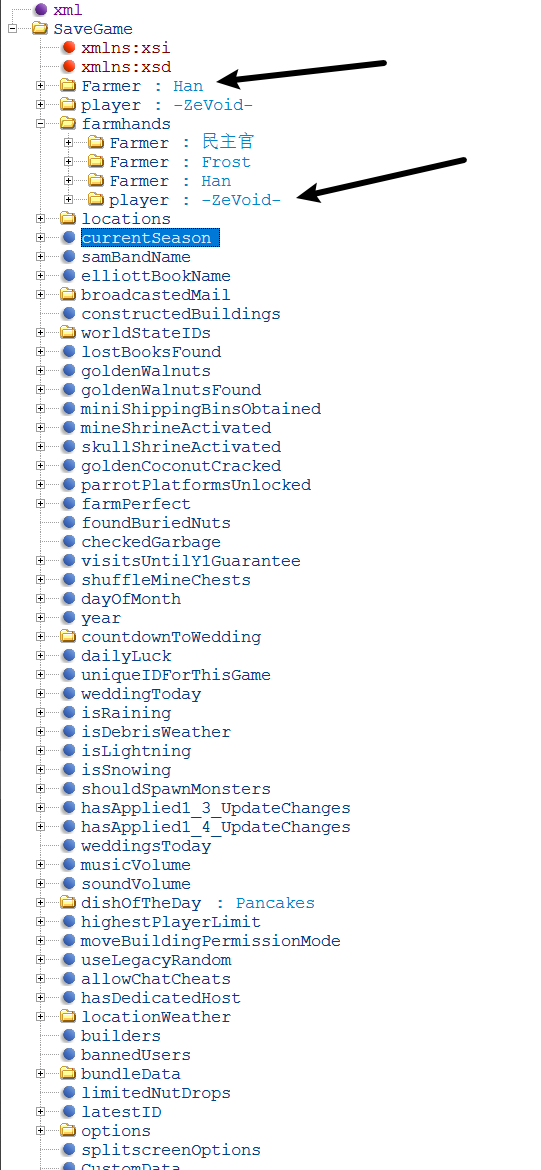 xml
SaveGame
xmlns:xsi
xmlns:xsd
Farmer : Han
player : -ZeVoid-
farmhands
Farmer : 民主官
Farmer : Frost
Farmer : Han
player : -ZeVoid-
locations
currentSeason
samBandName
elliottBookName
broadcastedMail
constructedBuildings
worldStateIDs
lostBooksFound
goldenWalnuts
goldenWalnutsFound
miniShippingBinsObtained
mineShrineActivated
skullShrineActivated
goldenCoconutCracked
parrotPlatformsUnlocked
farmPerfect
foundBuriedNuts
checkedGarbage
visitsUntilY1Guarantee
shuffleMineChests
dayOfMonth
year
countdownToWedding
dailyLuck
uniqueIDForThisGame
weddingToday
isRaining
isDebrisWeather
isLightning
isSnowing
shouldSpawnMonsters
hasApplied1_3_UpdateChanges
hasApplied1_4_UpdateChanges
weddingsToday
musicVolume
soundVolume
dishOfTheDay : Pancakes
highestPlayerLimit
moveBuildingPermissionMode
useLegacyRandom
allowChatCheats
hasDedicatedHost
locationWeather
builders
bannedUsers
bundleData
limitedNutDrops
latestID
options
splitscreenOptions
CustomData